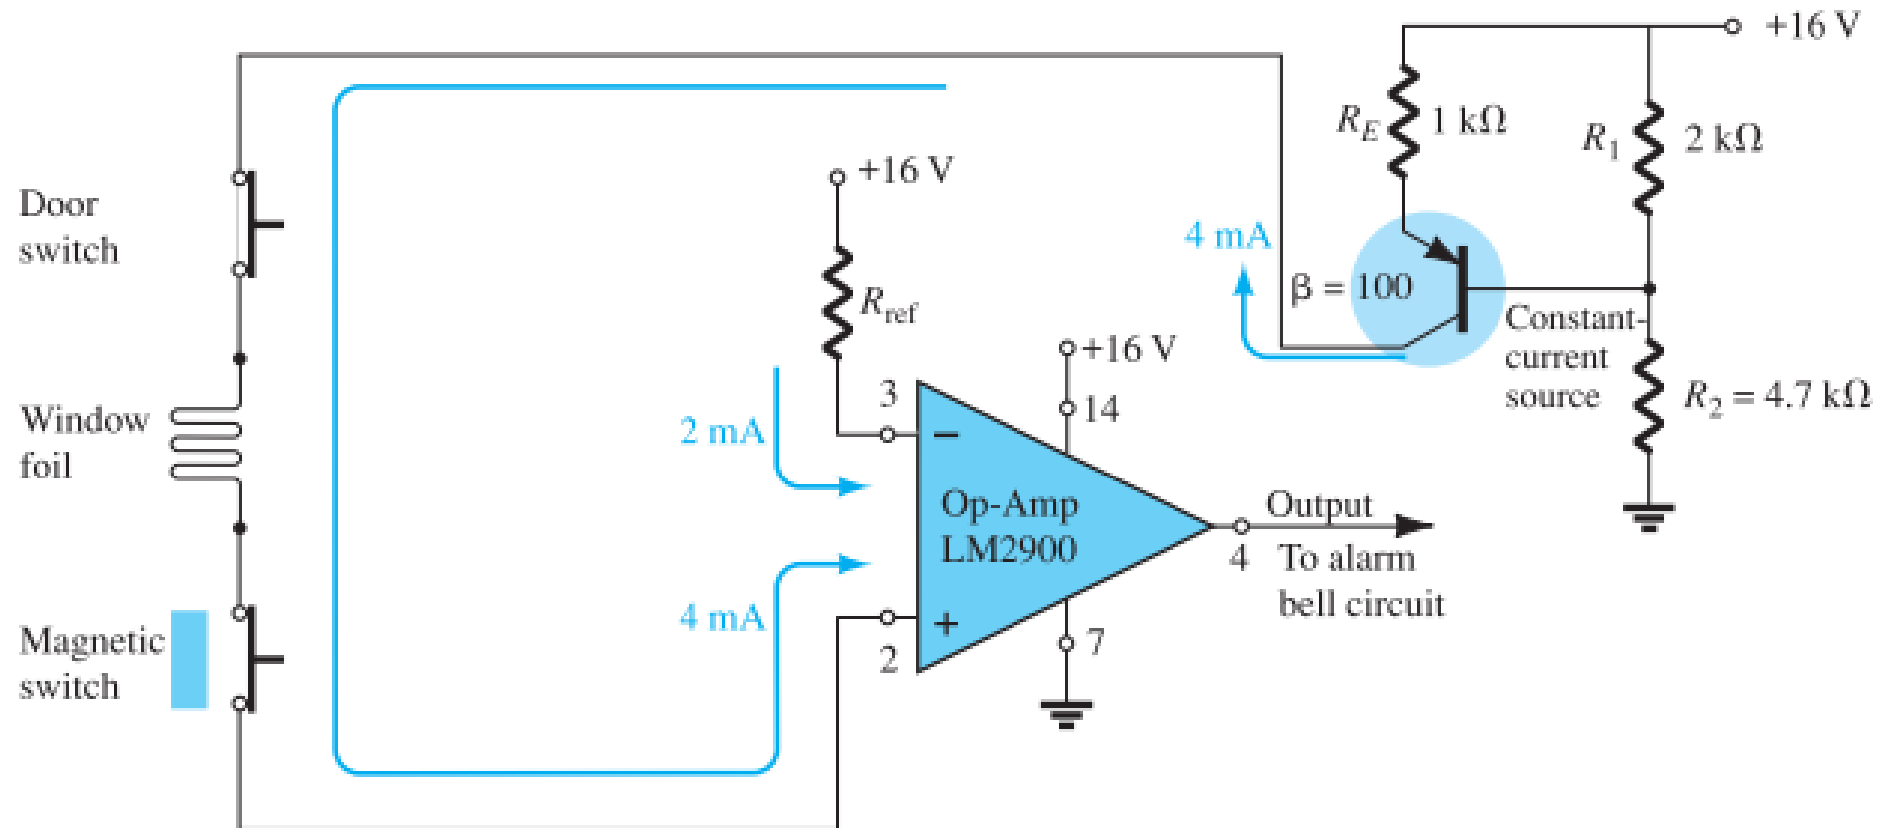 +16 V
R_E 1 kΩ
R_1 2 kΩ
+16 V
Door
switch
4 mA
β = 100
R_ref
Constant-
current
source
+16 V
R_2 = 4.7 kΩ
3
14
Window
foil
2 mA
–
Op-Amp
LM2900
Output
4
To alarm
bell circuit
4 mA
+
2
7
Magnetic
switch